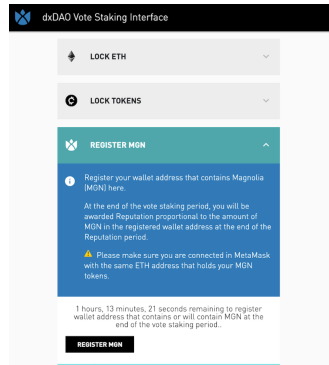 dxDAO Vote Staking Interface
LOCK ETH
LOCK TOKENS
REGISTER MGN
Register your wallet address that contains Magnolia
(MGN) here.
At the end of the vote staking period, you will be
awarded Reputation proportional to the amount of
MGN in the registered wallet address at the end of the
Reputation period.
Please make sure you are connected in MetaMask
with the same ETH address that holds your MGN
tokens.
1 hours, 13 minutes, 21 seconds remaining to register
wallet address that contains or will contain MGN at the
end of the vote staking period..
REGISTER MGN